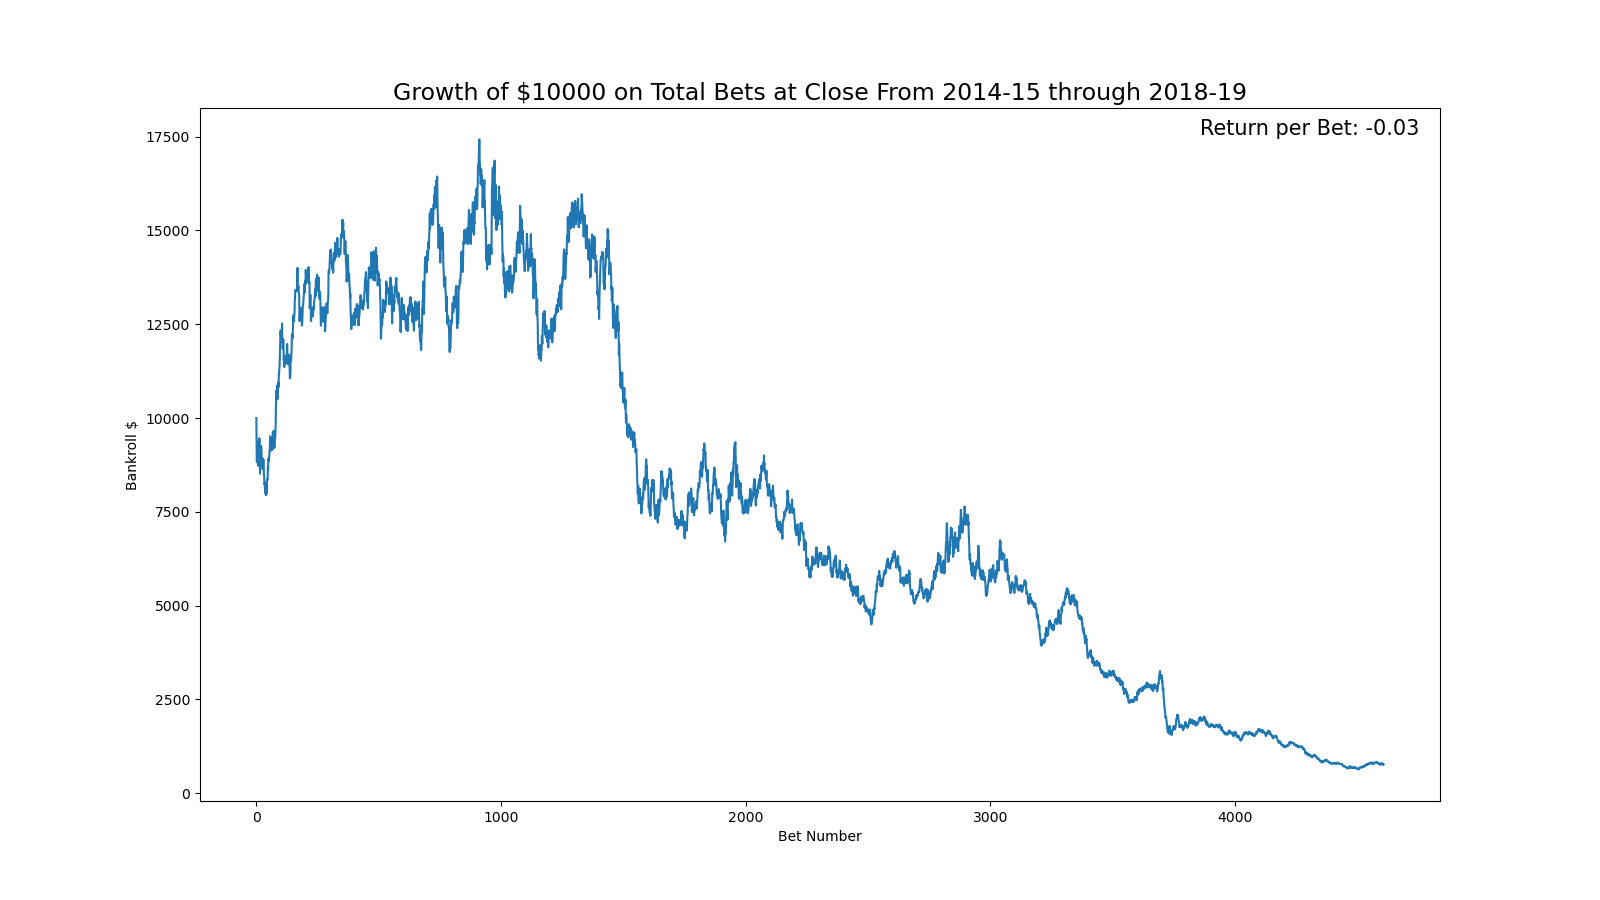 Growth of $10000 on Total Bets at Close From 2014-15 through 2018-19
Return per Bet: -0.03
17500
15000
12500
10000
7500
5000
2500
0
Bankroll $
0 1000 2000 3000 4000
Bet Number